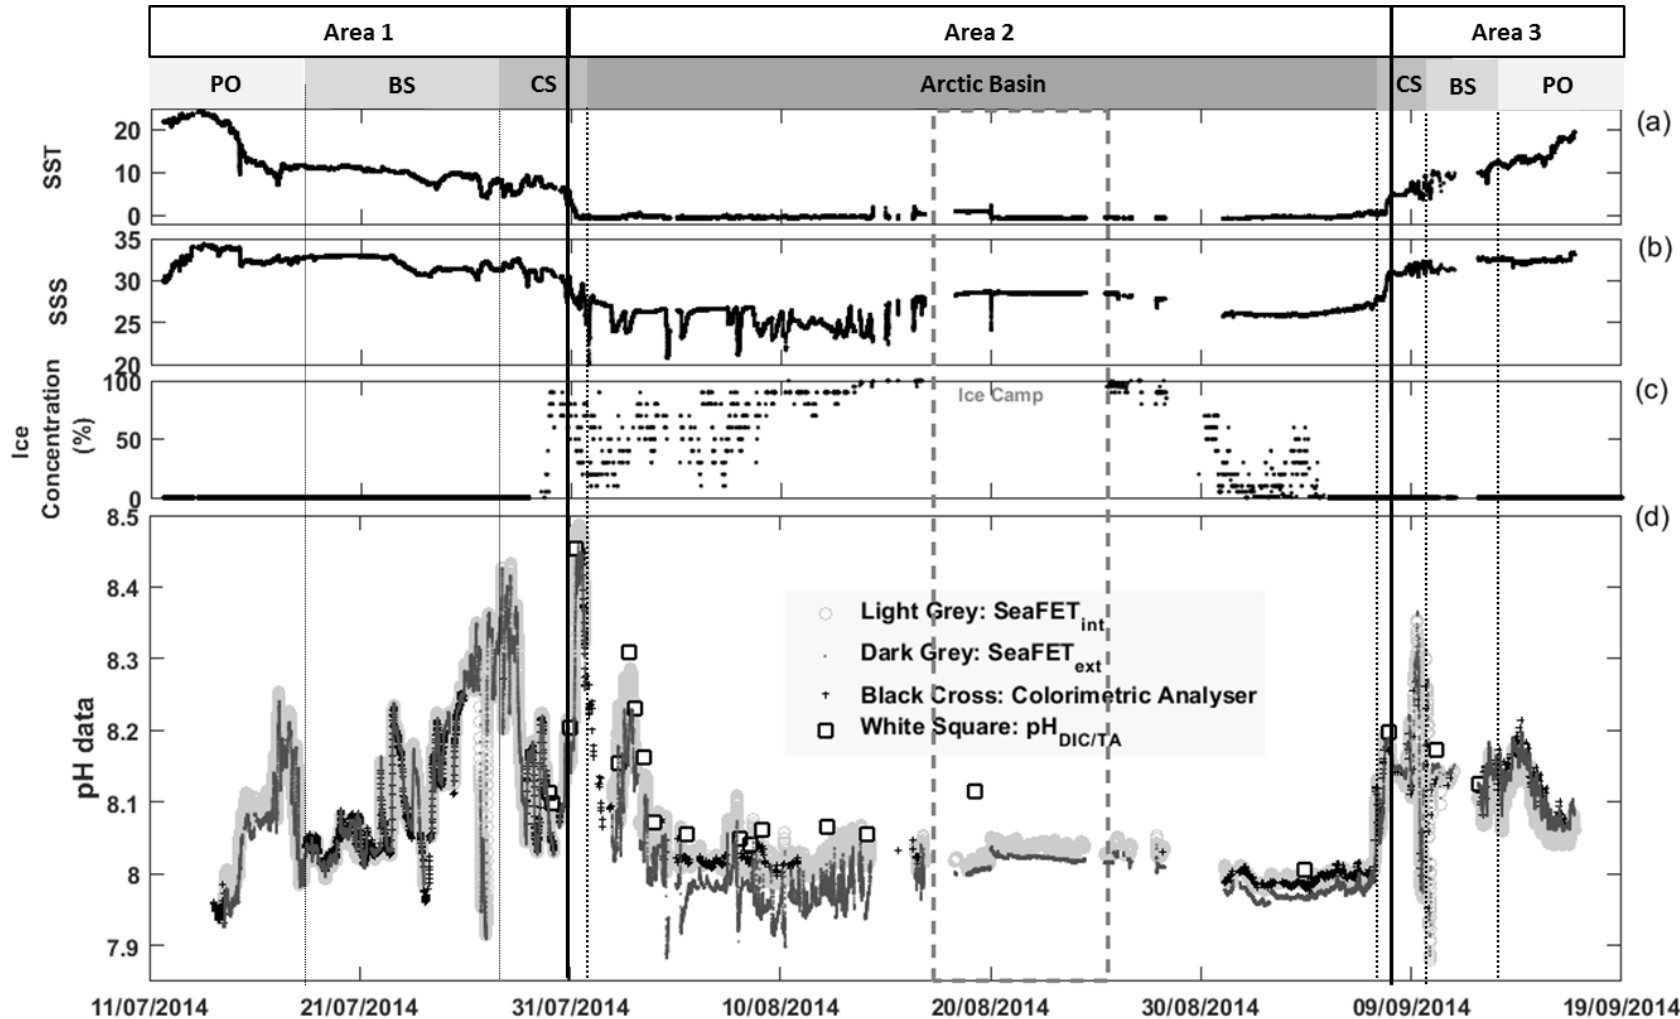 Area 1 Area 2 Area 3
PO BS CS Arctic Basin CS BS PO
(a)
SST
20
10
0
(b)
SSS
35
30
25
20
(c)
Ice
Concentration
(%)
100
50
0
Ice Camp
(d)
pH data
8.5
8.4
8.3
8.2
8.1
8
7.9
Light Grey: SeaFETint
Dark Grey: SeaFEText
Black Cross: Colorimetric Analyser
White Square: pHDIC/TA
11/07/2014 21/07/2014 31/07/2014 10/08/2014 20/08/2014 30/08/2014 09/09/2014 19/09/2014